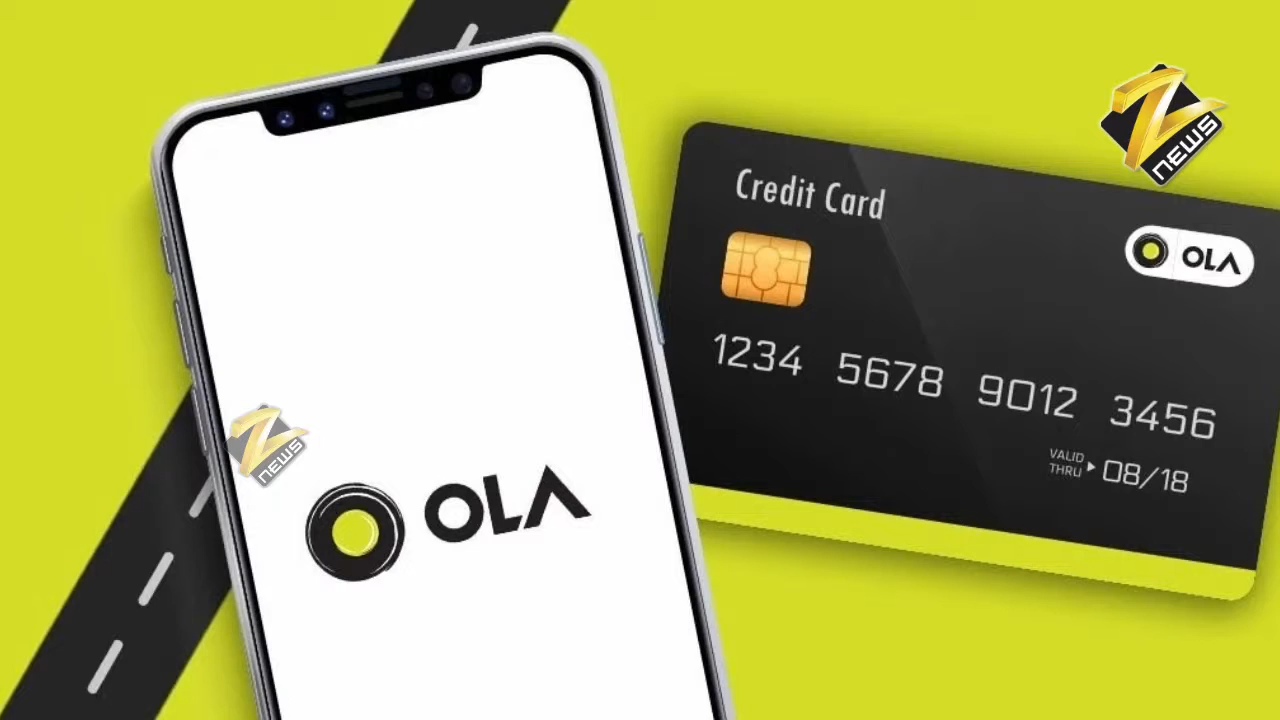 Z
NEWS
Credit Card
OLA
1234 5678 9012 3456
VALID
THRU 08/18
Z
NEWS
OLA